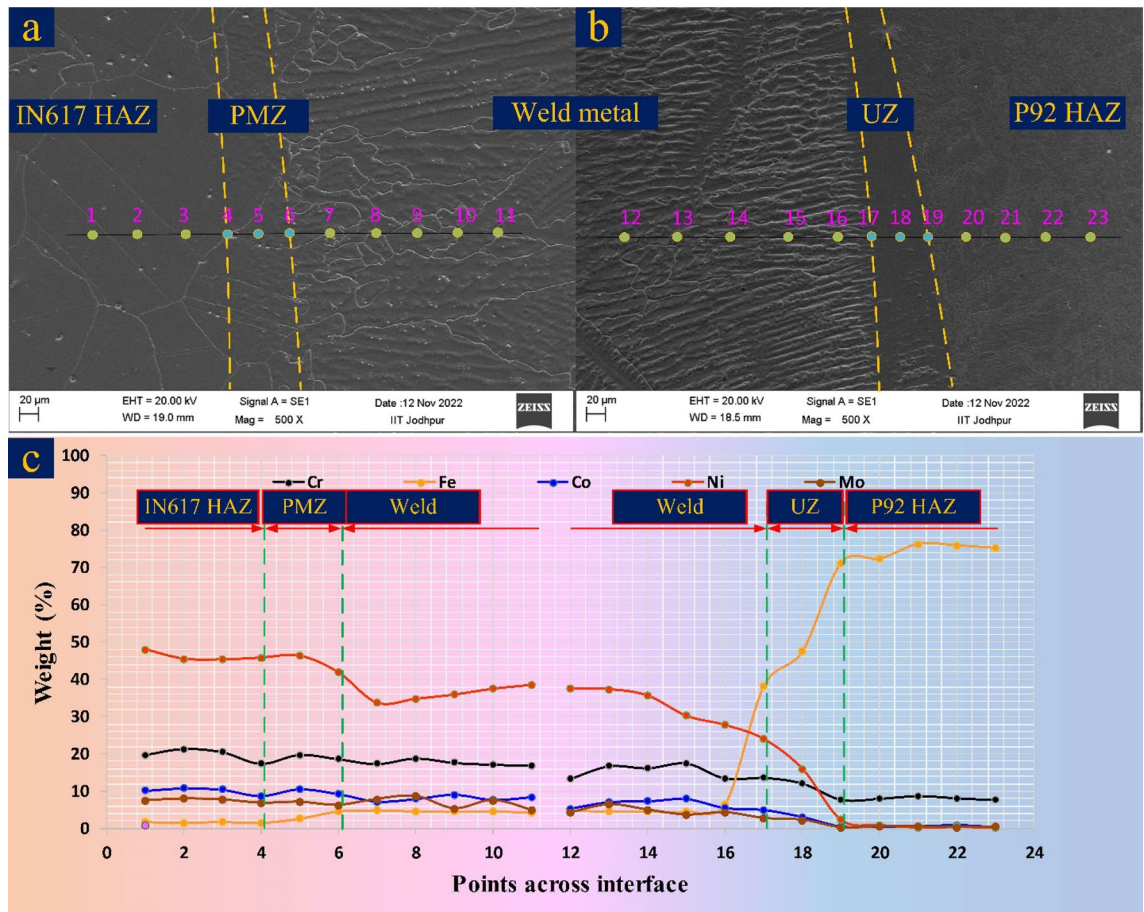 a
b
IN617 HAZ
PMZ
Weld metal
UZ
P92 HAZ
1 2 3 4 5 6 7 8 9 10 11
12 13 14 15 16 17 18 19 20 21 22 23
20 µm
EHT = 20.00 kV
Signal A = SE1
Date :12 Nov 2022
WD = 19.0 mm
Mag = 500 X
IIT Jodhpur
ZEISS
20 µm
EHT = 20.00 kV
Signal A = SE1
Date :12 Nov 2022
WD = 18.5 mm
Mag = 500 X
IIT Jodhpur
ZEISS
c
Cr Fe Co Ni Mo
IN617 HAZ
PMZ
Weld
Weld
UZ
P92 HAZ
100
90
80
70
60
50
40
30
20
10
0
Weight (%)
0 2 4 6 8 10 12 14 16 18 20 22 24
Points across interface